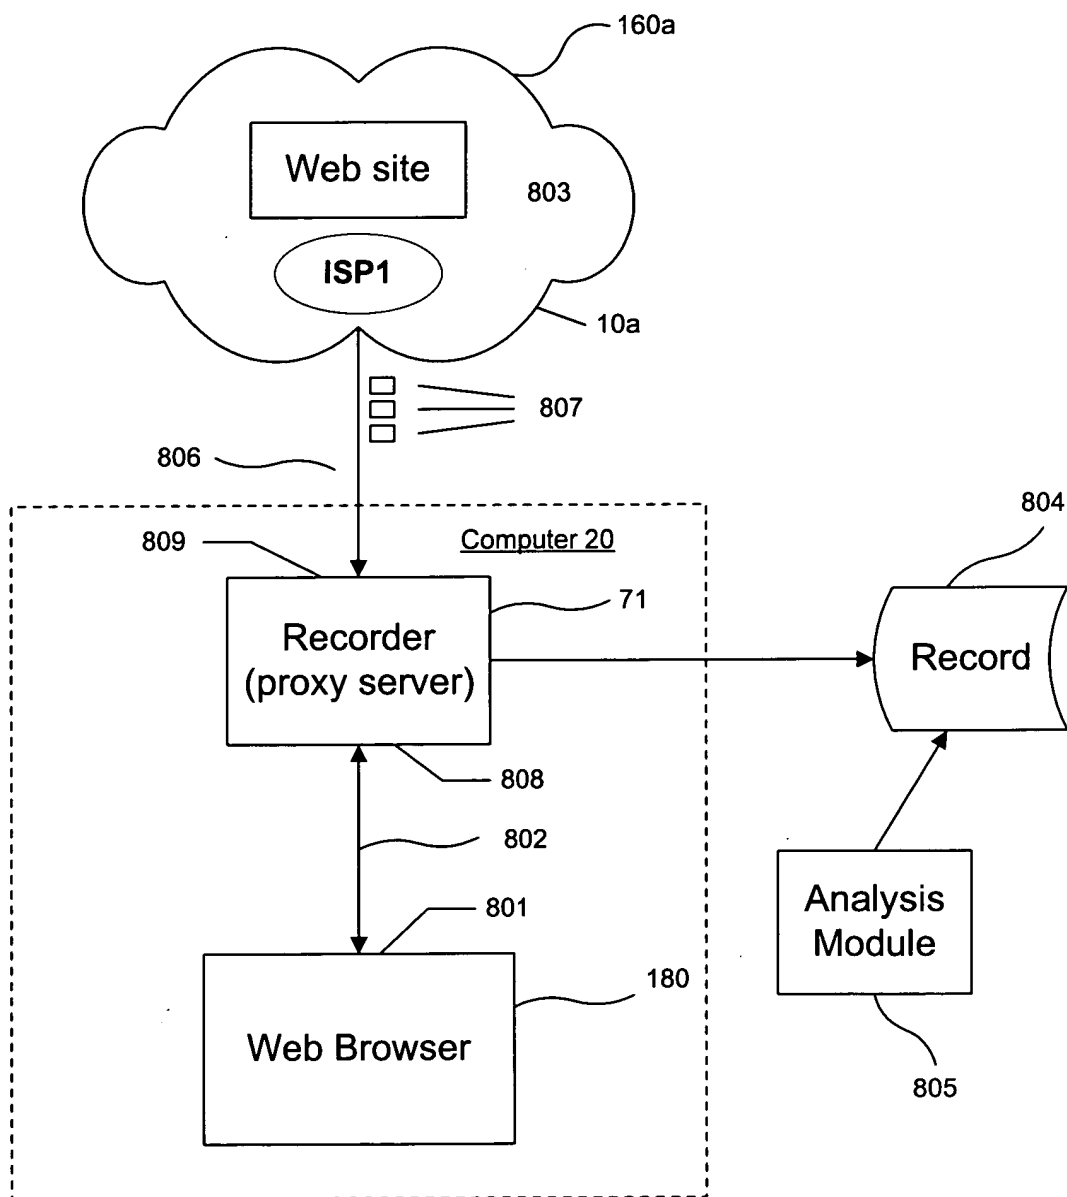 160a
Web site
803
ISP1
10a
807
806
804
809
Computer 20
71
Recorder
(proxy server)
Record
808
802
801
Analysis
Module
180
Web Browser
805